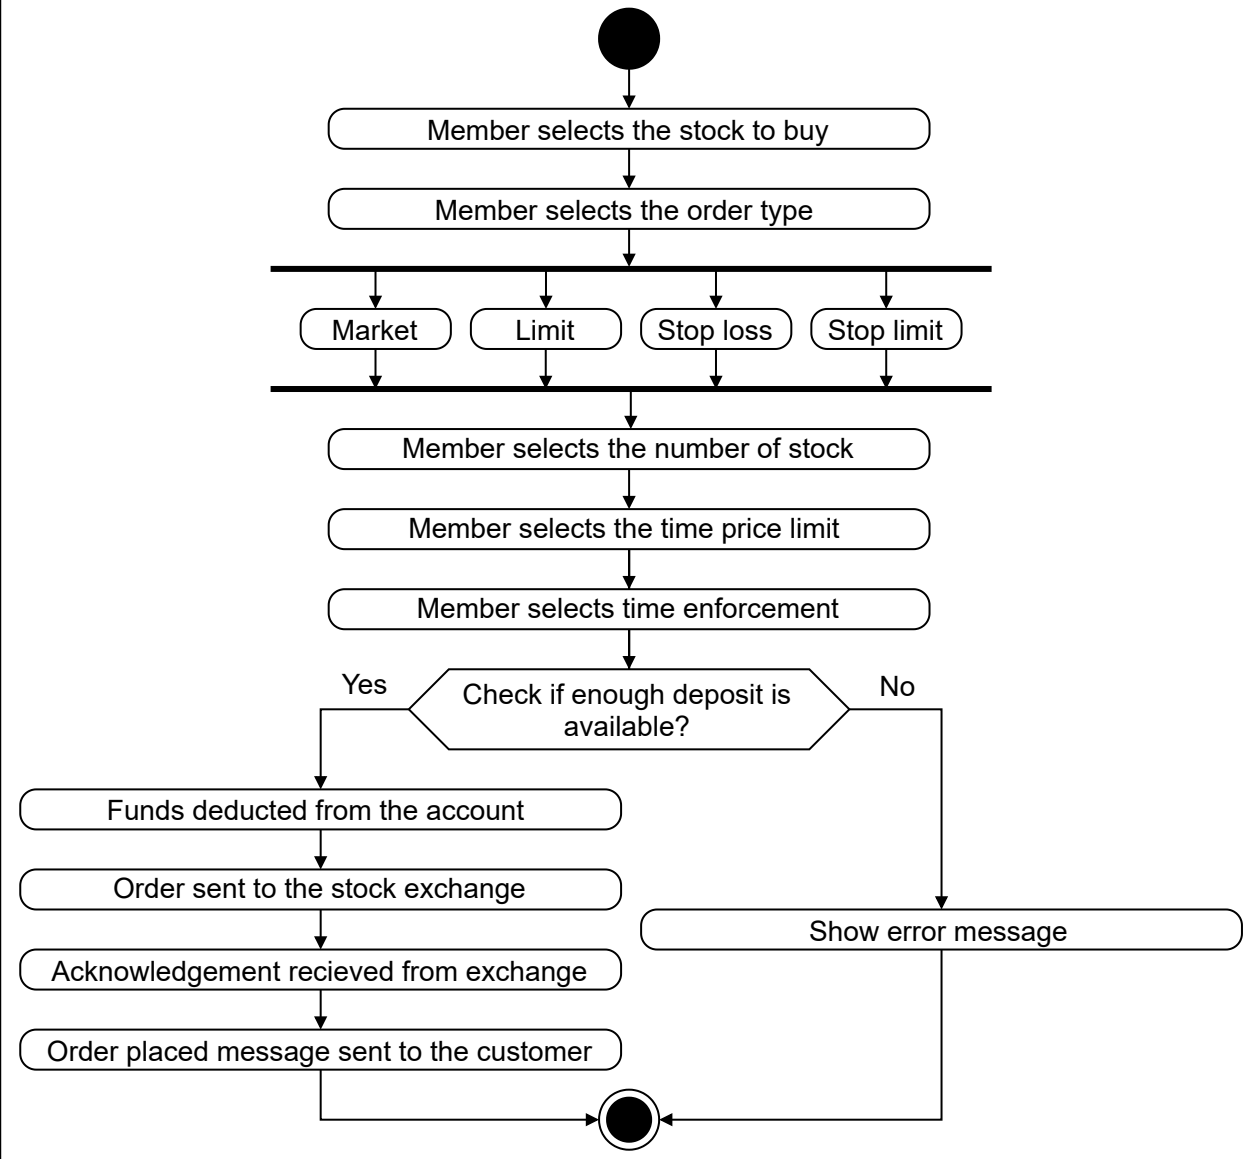 Member selects the stock to buy
Member selects the order type
Market
Limit
Stop loss
Stop limit
Member selects the number of stock
Member selects the time price limit
Member selects time enforcement
Yes
Check if enough deposit is
available?
No
Funds deducted from the account
Order sent to the stock exchange
Acknowledgement recieved from exchange
Order placed message sent to the customer
Show error message